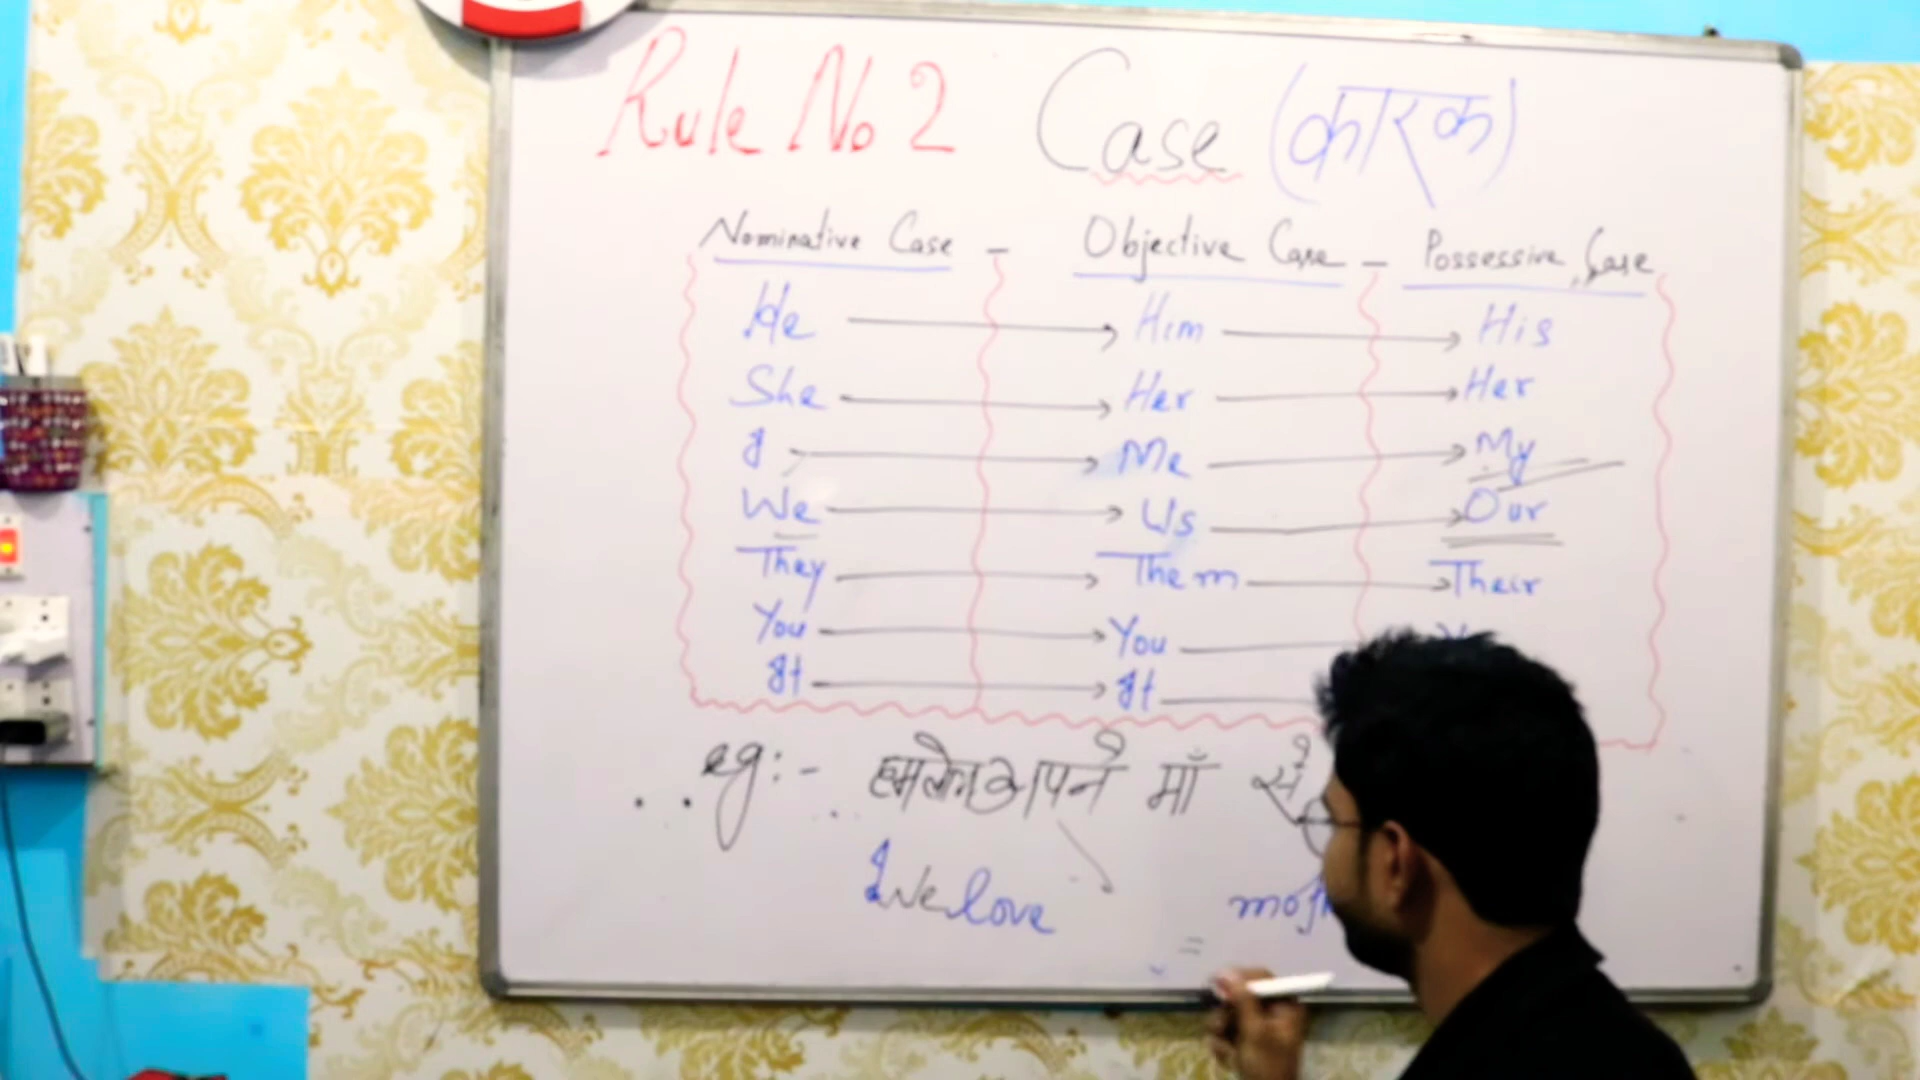 Rule No 2 Case (कारक)
Nominative Case - Objective Case - Possessive Case
He Him His
She Her Her
I Me My
We Us Our
They Them Their
You You
It It
eg:- हमलोग अपने माँ से
We love